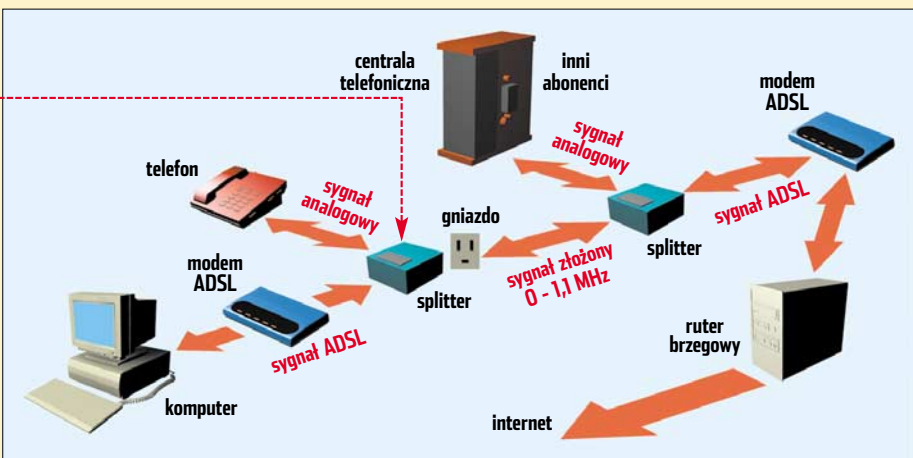 centrala
telefoniczna
inni
abonenci
modem
ADSL
telefon
sygnał
analogowy
sygnał
analogowy
gniazdo
splitter
sygnał ADSL
modem
ADSL
splitter
sygnał złożony
0 - 1,1 MHz
sygnał ADSL
komputer
ruter
brzegowy
internet